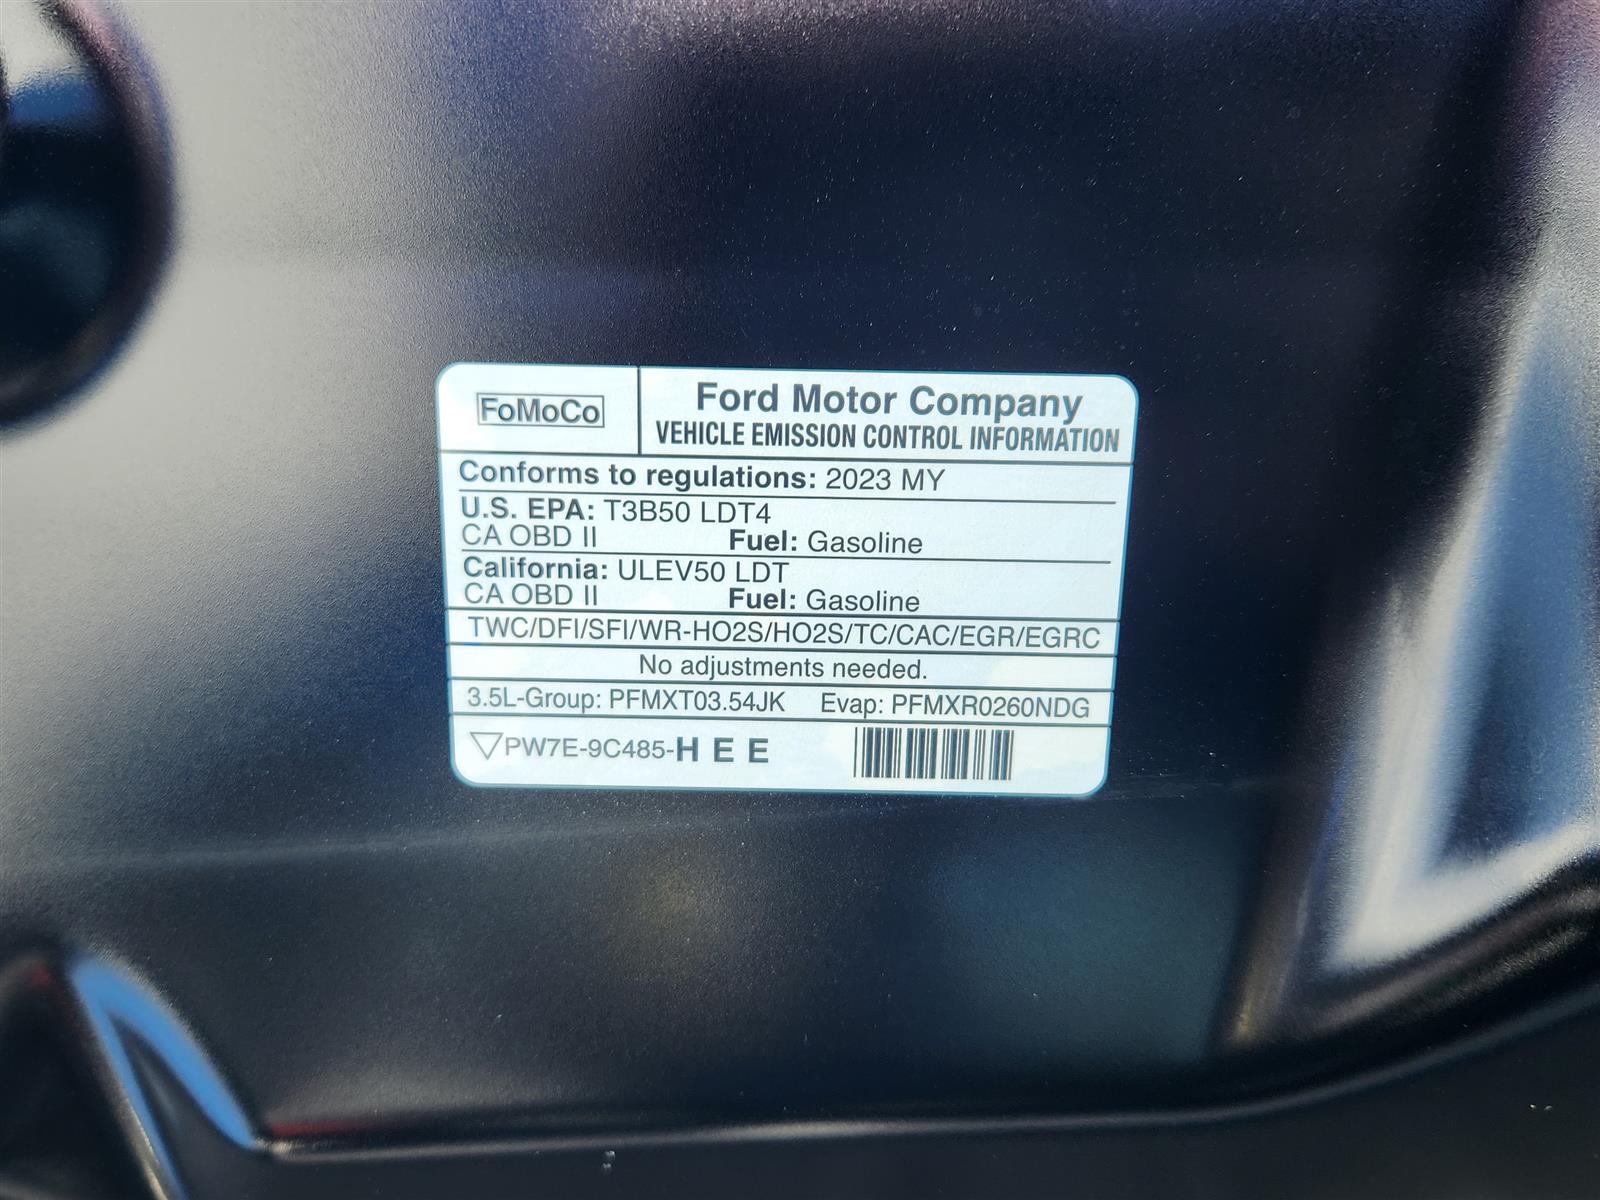 FoMoCo
Ford Motor Company
VEHICLE EMISSION CONTROL INFORMATION
Conforms to regulations: 2023 MY
U.S. EPA: T3B50 LDT4
CA OBD II Fuel: Gasoline
California: ULEV50 LDT
CA OBD II Fuel: Gasoline
TWC/DFI/SFI/WR-HO2S/HO2S/TC/CAC/EGR/EGRC
No adjustments needed.
3.5L-Group: PFMXT03.54JK Evap: PFMXR0260NDG
PW7E-9C485-H E E